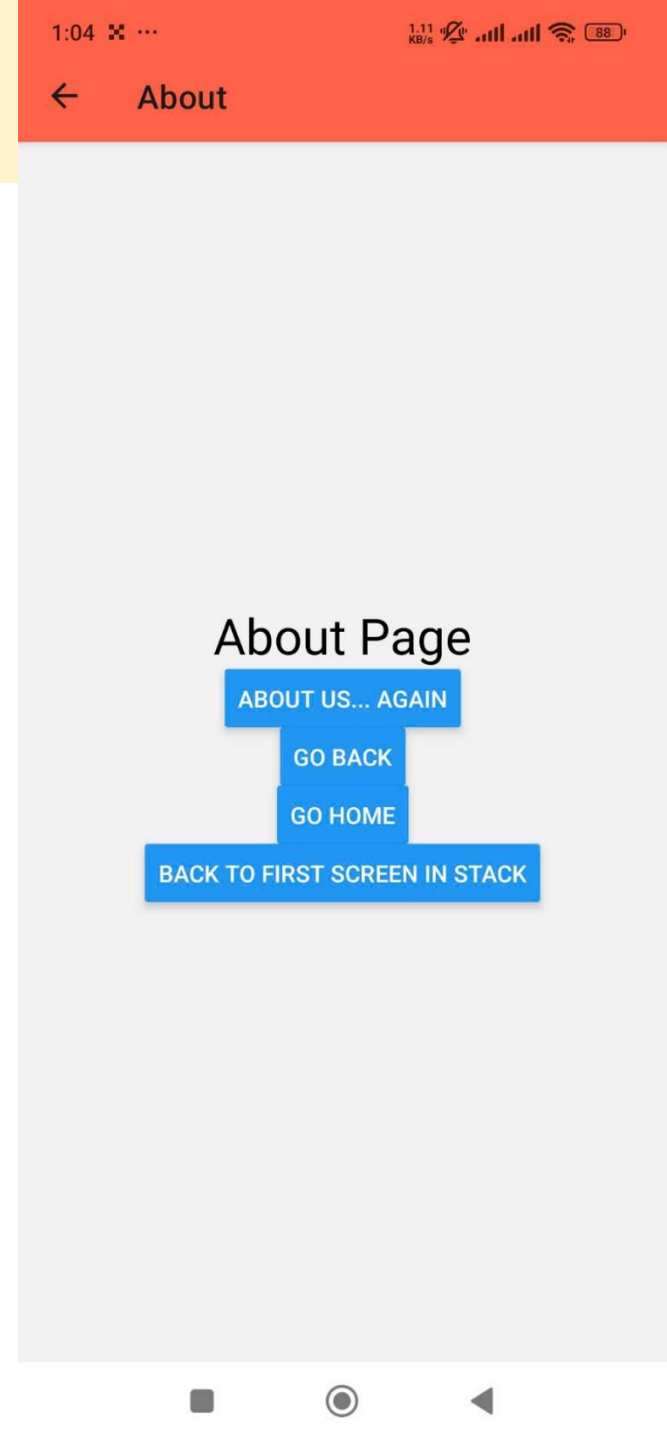 1:04 ... 1.11 KB/s 88
About
About Page
ABOUT US... AGAIN
GO BACK
GO HOME
BACK TO FIRST SCREEN IN STACK